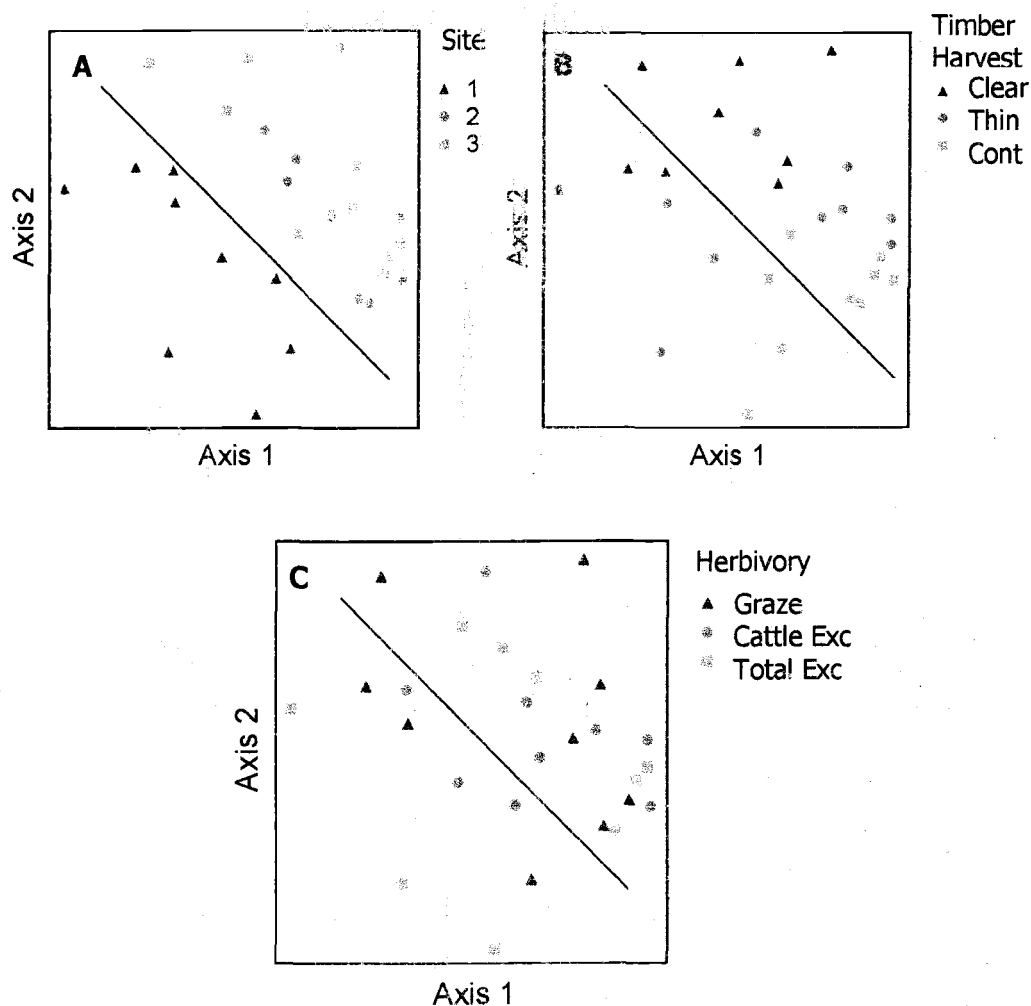 A
Site
1
2
3
Axis 2
Axis 1
B
Timber
Harvest
Clear
Thin
Cont
Axis 2
Axis 1
C
Herbivory
Graze
Cattle Exc
Total Exc
Axis 2
Axis 1